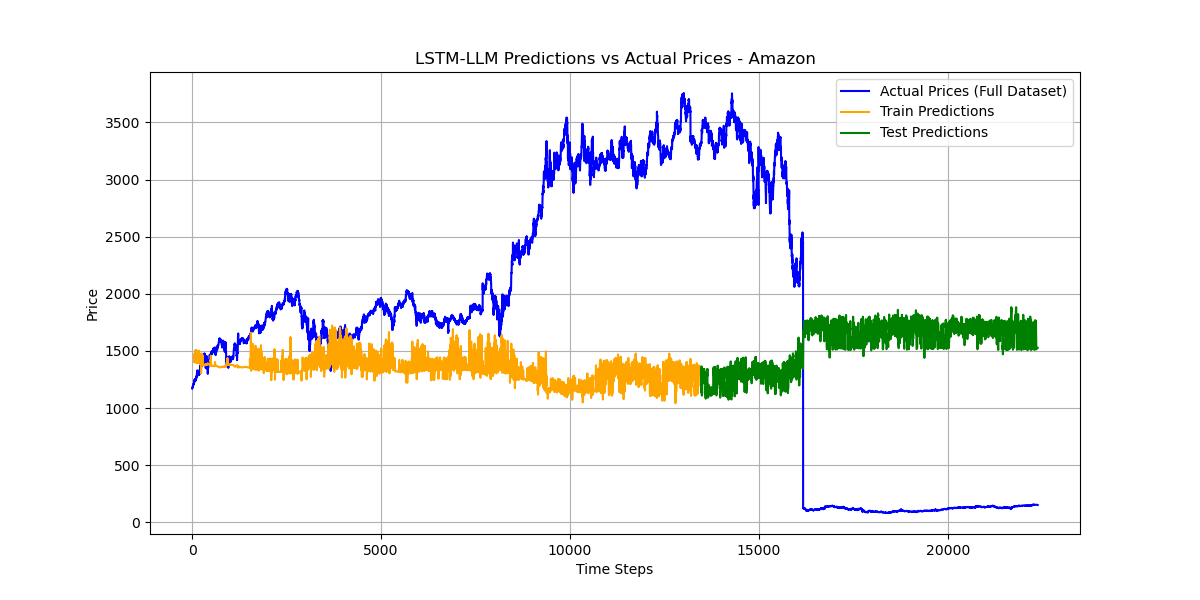 LSTM-LLM Predictions vs Actual Prices - Amazon
Actual Prices (Full Dataset)
Train Predictions
Test Predictions
Price
3500
3000
2500
2000
1500
1000
500
0
0 5000 10000 15000 20000
Time Steps